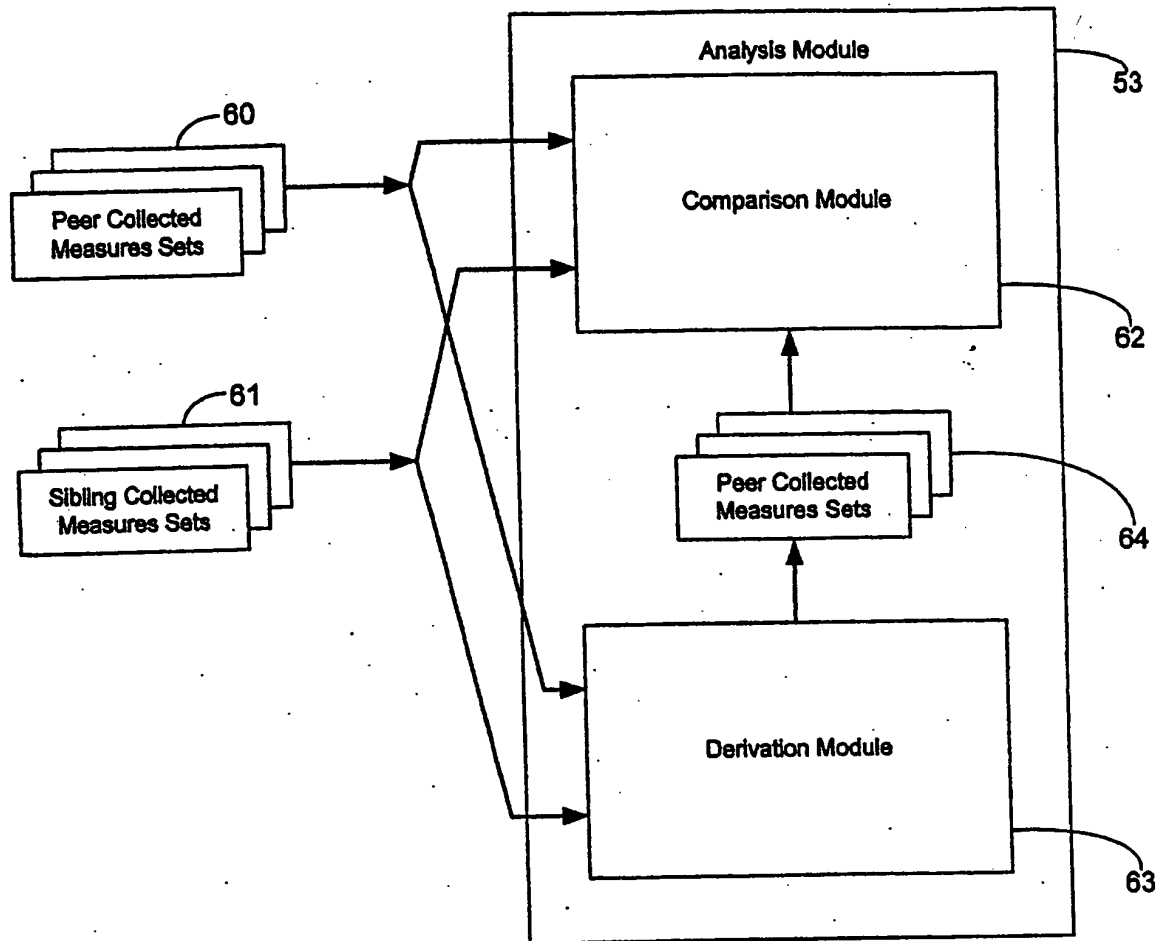 Analysis Module
53
60
Peer Collected
Measures Sets
Comparison Module
62
61
Sibling Collected
Measures Sets
Peer Collected
Measures Sets
64
Derivation Module
63